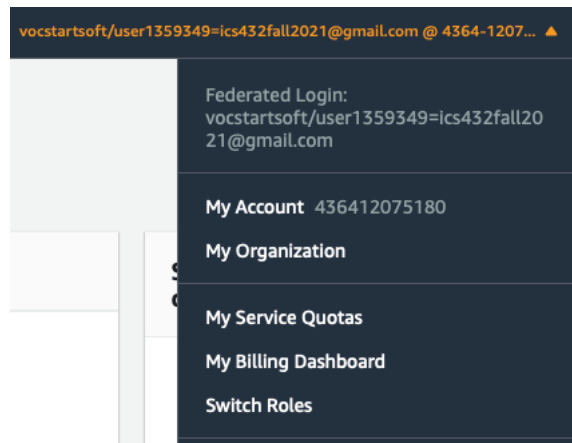 vocstartsoft/user1359349=ics432fall2021@gmail.com @ 4364-1207...
Federated Login:
vocstartsoft/user1359349=ics432fall20
21@gmail.com
My Account 436412075180
My Organization
My Service Quotas
My Billing Dashboard
Switch Roles